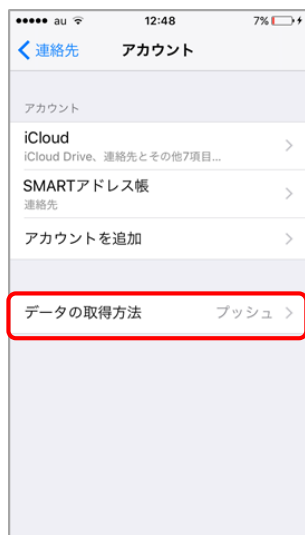 au 12:48 7%
連絡先 アカウント
アカウント
iCloud
iCloud Drive、連絡先とその他7項目...
SMARTアドレス帳
連絡先
アカウントを追加
データの取得方法 プッシュ